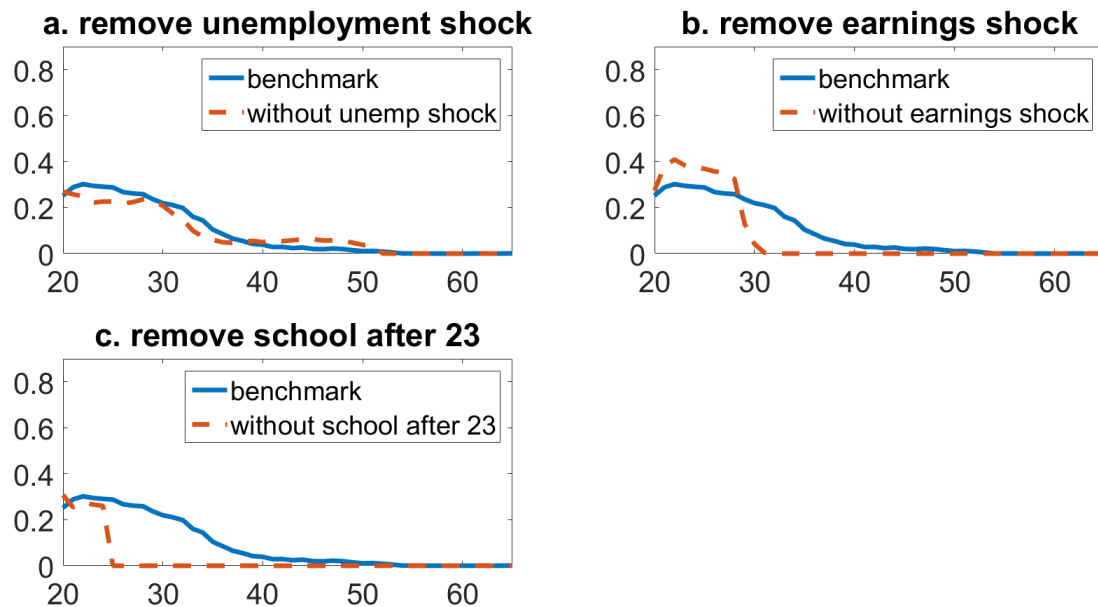 a. remove unemployment shock
0.8
0.6
0.4
0.2
0
benchmark
without unemp shock
20 30 40 50 60
b. remove earnings shock
0.8
0.6
0.4
0.2
0
benchmark
without earnings shock
20 30 40 50 60
c. remove school after 23
0.8
0.6
0.4
0.2
0
benchmark
without school after 23
20 30 40 50 60